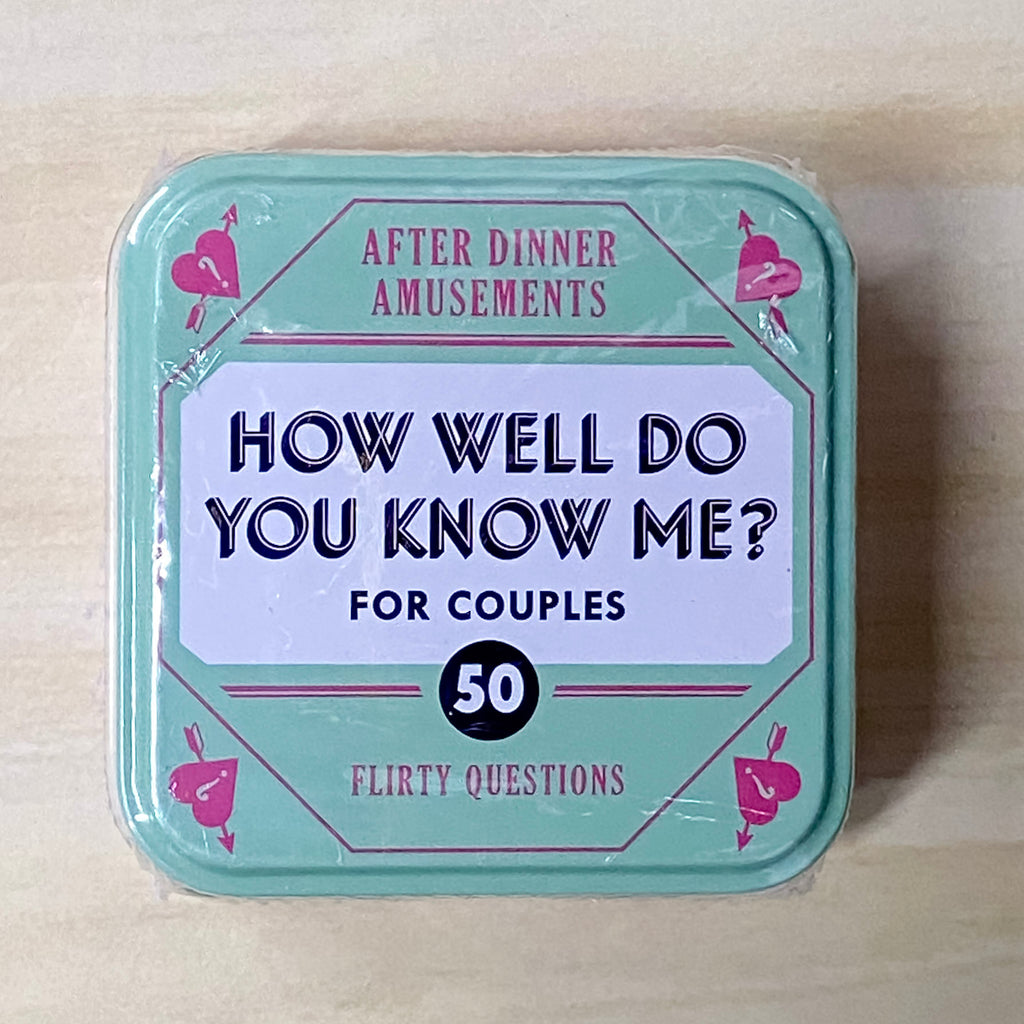 AFTER DINNER
AMUSEMENTS
HOW WELL DO
YOU KNOW ME?
FOR COUPLES
50
FLIRTY QUESTIONS